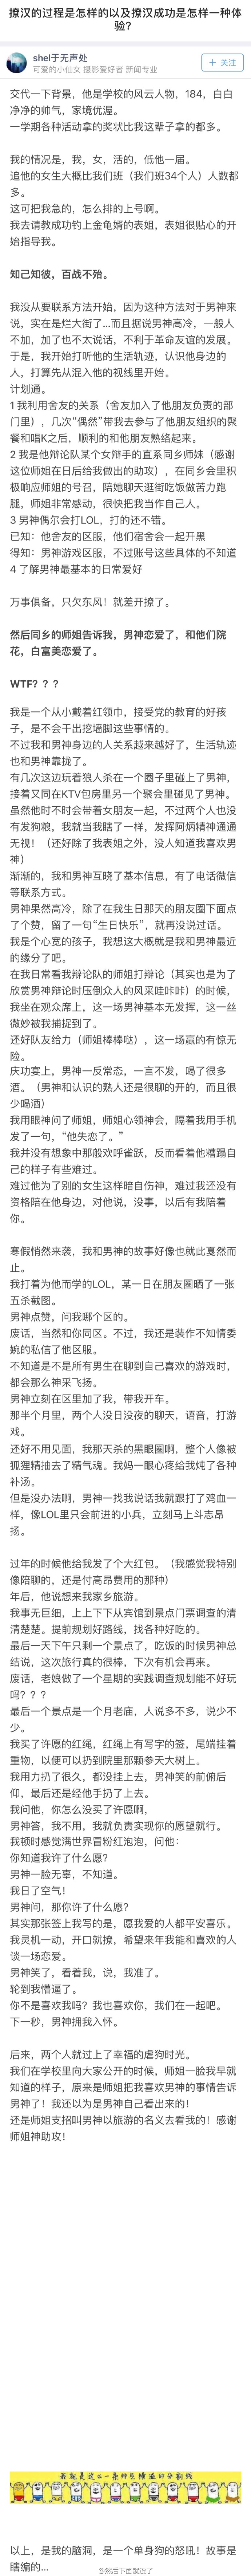 撩汉的过程是怎样的以及撩汉成功是怎样一种体
验?
shel于无声处
可爱的小仙女 摄影爱好者 新闻专业
+ 关注
交代一下背景，他是学校的风云人物，184，白白
净净的帅气，家境优渥。
一学期各种活动拿的奖状比我这辈子拿的都多。
我的情况是，我，女，活的，低他一届。
追他的女生大概比我们班（我们班34个人）人数都
多。
这可把我急的，怎么排的上号啊。
我去请教成功钓上金龟婿的表姐，表姐很贴心的开
始指导我。
知己知彼，百战不殆。
我没从要联系方法开始，因为这种方法对于男神来
说，实在是烂大街了...而且据说男神高冷，一般人
不加，加了也不太说话，不利于革命友谊的发展。
于是，我开始打听他的生活轨迹，认识他身边的
人，打算先从混入他的视线里开始。
计划通。
1 我利用舍友的关系（舍友加入了他朋友负责的部
门里），几次“偶然”带我去参与了他朋友组织的聚
餐和唱K之后，顺利的和他朋友熟络起来。
2 我是他辩论队某个女辩手的直系同乡师妹（感谢
这位师姐在日后给我做出的助攻），在同乡会里积
极响应师姐的号召，陪她聊天逛街吃饭做苦力跑
腿，师姐非常感动，很快把我当作自己人。
3 男神偶尔会打LOL，打的还不错。
已知：他舍友的区服，他们宿舍会一起开黑
得知：男神游戏区服，不过账号这些具体的不知道
4 了解男神最基本的日常爱好
万事俱备，只欠东风！就差开撩了。
然后同乡的师姐告诉我，男神恋爱了，和他们院
花，白富美恋爱了。
WTF？？？
我是一个从小戴着红领巾，接受党的教育的好孩
子，是不会干出挖墙脚这些事情的。
不过我和男神身边的人关系越来越好了，生活轨迹
也和男神靠拢了。
有几次这边玩着狼人杀在一个圈子里碰上了男神，
接着又同在KTV包房里另一个聚会里碰见了男神。
虽然他时不时会带着女朋友一起，不过两个人也没
有发狗粮，我就当我瞎了一样，发挥阿炳精神通通
无视！（还好除了我表姐之外，没人知道我喜欢男
神）
渐渐的，我和男神互晓了基本信息，有了电话微信
等联系方式。
男神果然高冷，除了在我生日那天的朋友圈下面点
了个赞，留了一句“生日快乐”，就再没说过话。
我是个心宽的孩子，我想这大概就是我和男神最近
的缘分了吧。
在我日常看我辩论队的师姐打辩论（其实也是为了
欣赏男神辩论时压倒众人的风采哇咔咔）的时候，
我坐在观众席上，这一场男神基本无发挥，这一丝
微妙被我捕捉到了。
还好队友给力（师姐棒棒哒），这一场赢的有惊无
险。
庆功宴上，男神一反常态，一言不发，喝了很多
酒。（男神和认识的熟人还是很聊的开的，而且很
少喝酒）
我用眼神问了师姐，师姐心领神会，隔着我用手机
发了一句，“他失恋了。”
我并没有想象中那般欢呼雀跃，反而看着他糟蹋自
己的样子有些难过。
难过他为了别的女生这样暗自伤神，难过我还没有
资格陪在他身边，对他说，没事，以后有我陪着
你。
寒假悄然来袭，我和男神的故事好像也就此戛然而
止。
我打着为他而学的LOL，某一日在朋友圈晒了一张
五杀截图。
男神点赞，问我哪个区的。
废话，当然和你同区。不过，我还是装作不知情委
婉的私信了他区服。
不知道是不是所有男生在聊到自己喜欢的游戏时，
都会那么神采飞扬。
男神立刻在区里加了我，带我开车。
那半个月里，两个人没日没夜的聊天，语音，打游
戏。
还好不用见面，我那天杀的黑眼圈啊，整个人像被
狐狸精抽去了精气魂。我妈一眼心疼给我炖了各种
补汤。
但是没办法啊，男神一找我说话我就跟打了鸡血一
样，像LOL里只会前进的小兵，立刻马上斗志昂
扬。
过年的时候他给我发了个大红包。（我感觉我特别
像陪聊的，还是付高昂费用的那种）
年后，他说想来我家乡旅游。
我事无巨细，上上下下从宾馆到景点门票调查的清
清楚楚。提前规划好路线，找各种好吃的。
最后一天下午只剩一个景点了，吃饭的时候男神总
结说，这次旅行真的很棒，下次有机会再来。
废话，老娘做了一个星期的实践调查规划能不好玩
吗？？？
最后一个景点是一个月老庙，人说多不多，说少不
少。
我买了许愿的红绳，红绳上有写字的签，尾端挂着
重物，以便可以扔到院里那颗参天大树上。
我用力扔了很久，都没挂上去，男神笑的前俯后
仰，最后还是经他手扔了上去。
我问他，你怎么没买了许愿啊，
男神答，我不用，我就负责实现你的愿望就行。
我顿时感觉满世界冒粉红泡泡，问他：
你知道我许了什么愿？
男神一脸无辜，不知道。
我日了空气！
男神问，那你许了什么愿？
其实那张签上我写的是，愿我爱的人都平安喜乐。
我灵机一动，开口就撩，希望来年我能和喜欢的人
谈一场恋爱。
男神笑了，看着我，说，我准了。
轮到我懵逼了。
你不是喜欢我吗？我也喜欢你，我们在一起吧。
下一秒，男神拥我入怀。
后来，两个人就过上了幸福的虐狗时光。
我们在学校里向大家公开的时候，师姐一脸我早就
知道的样子，原来是师姐把我喜欢男神的事情告诉
男神了！我还以为是男神自己看出来的！
还是师姐支招叫男神以旅游的名义去看我的！感谢
师姐神助攻！
我就是这么一条帅气横溢的分割线
以上，是我的脑洞，是一个单身狗的怒吼！故事是
瞎编的...